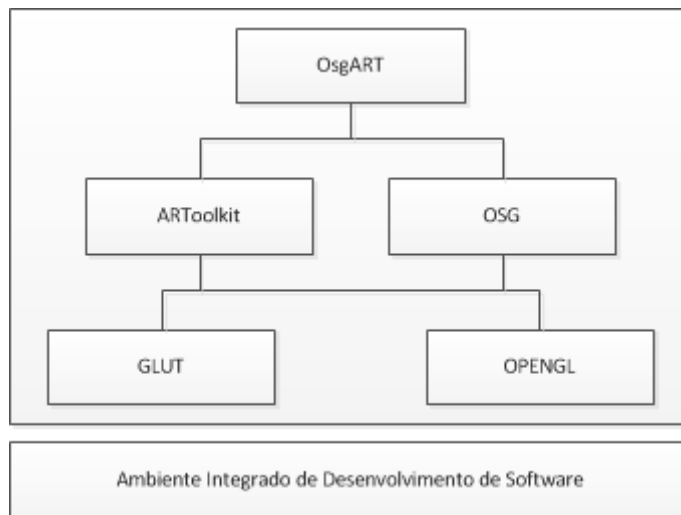 OsgART
ARToolkit
OSG
GLUT
OPENGL
Ambiente Integrado de Desenvolvimento de Software